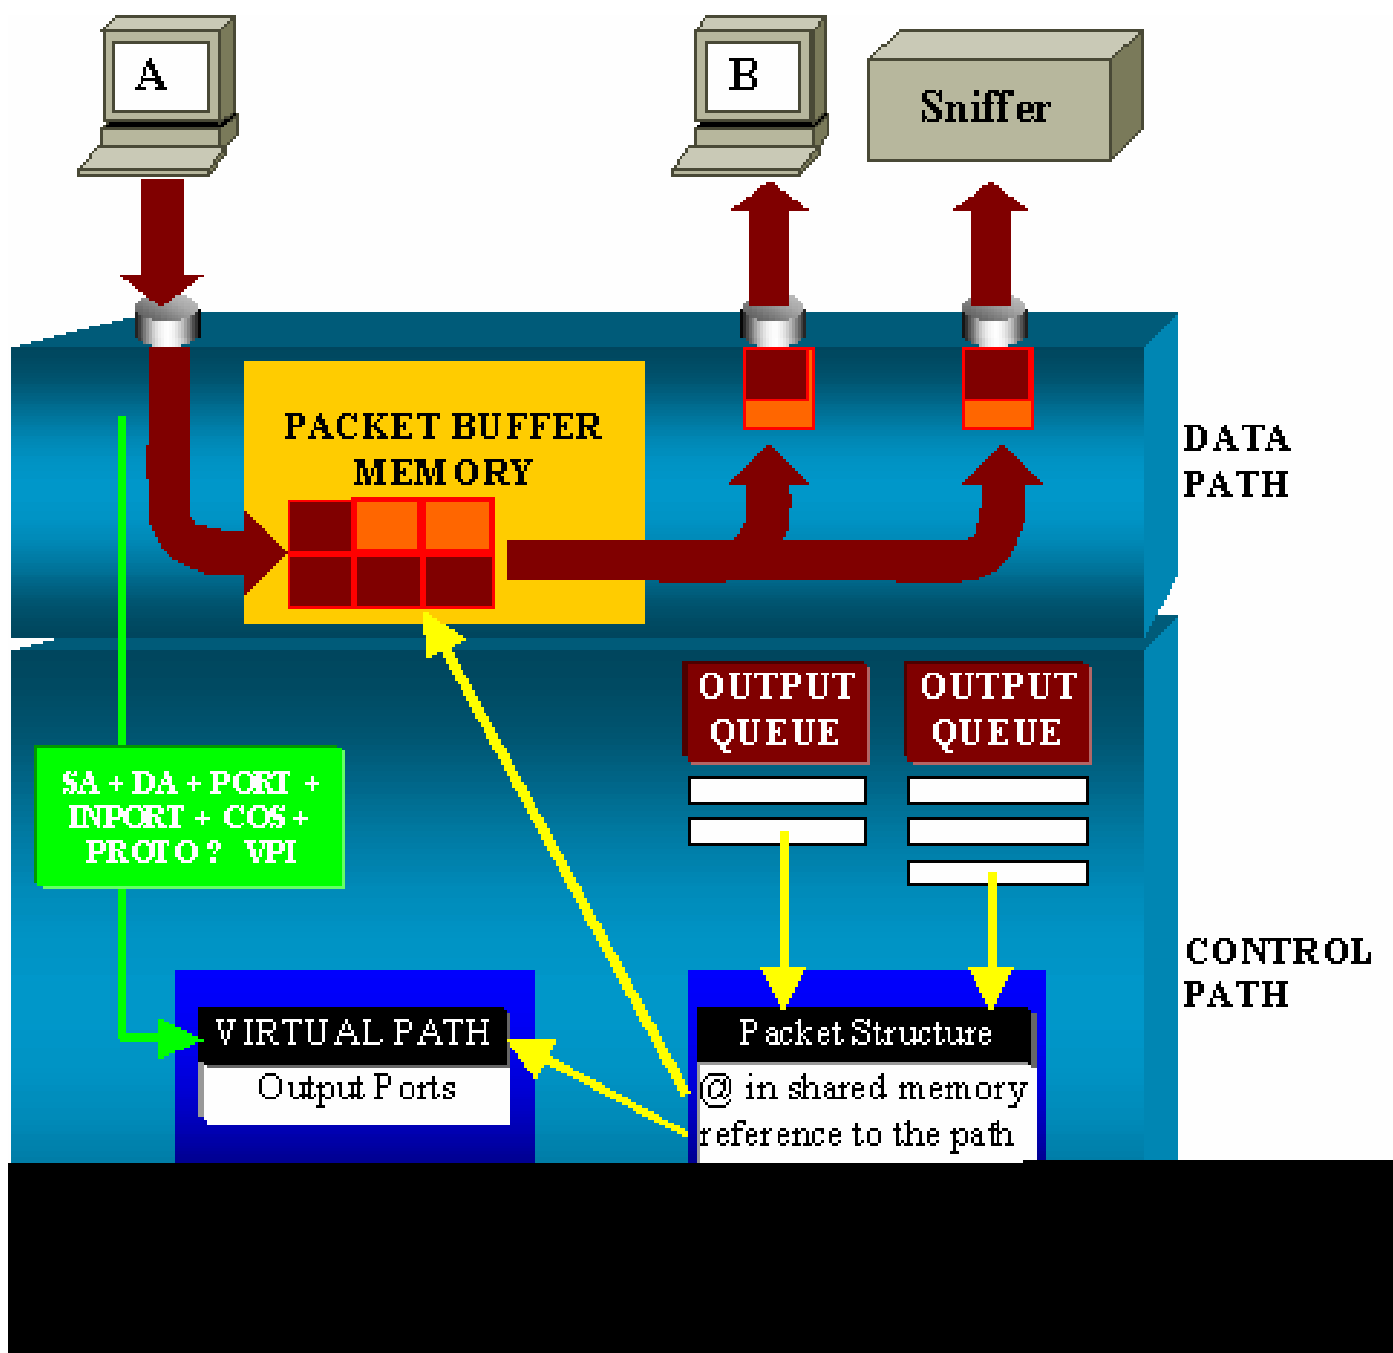 A
B
Sniffer
PACKET BUFFER
MEMORY
DATA
PATH
OUTPUT
QUEUE
OUTPUT
QUEUE
SA + DA + PORT +
INPORT + COS +
PROTO ? VPI
CONTROL
PATH
VIRTUAL PATH
Output Ports
Packet Structure
@ in shared memory
reference to the path